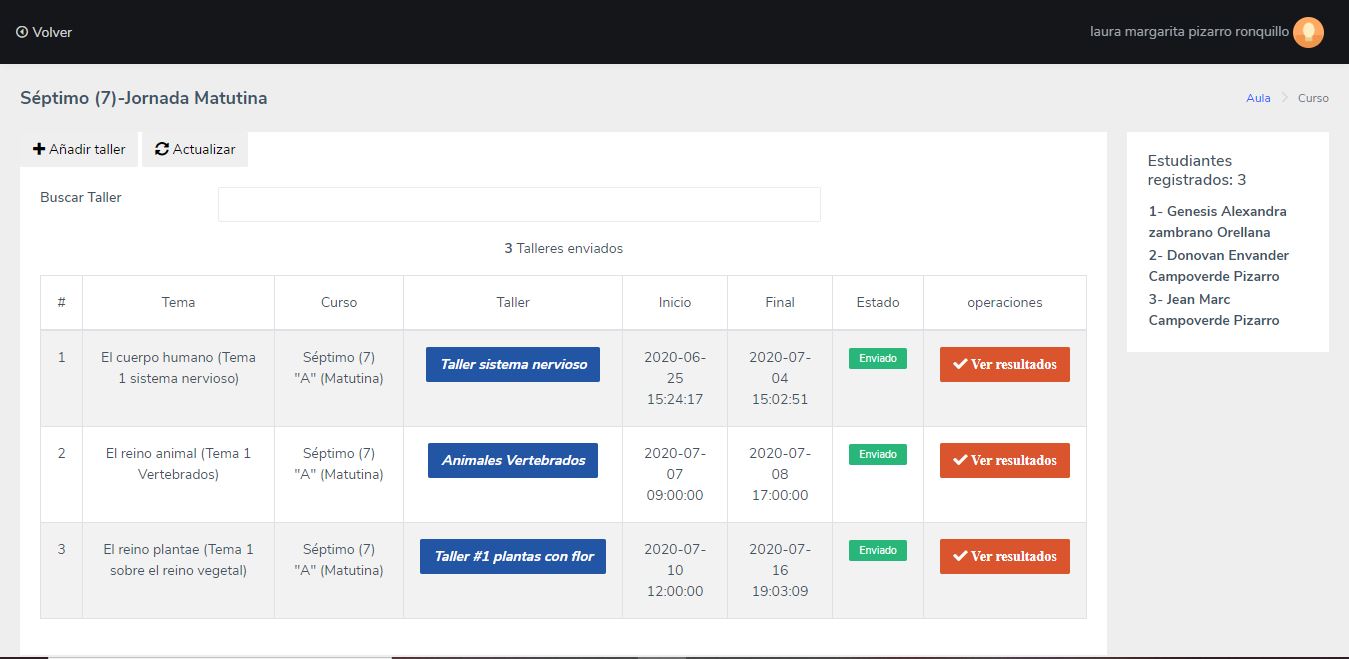 Volver
laura margarita pizarro ronquillo
Séptimo (7)-Jornada Matutina
Aula > Curso
Añadir taller
Actualizar
Buscar Taller
3 Talleres enviados
# Tema Curso Taller Inicio Final Estado operaciones
1
El cuerpo humano (Tema
1 sistema nervioso)
Séptimo (7)
"A" (Matutina)
Taller sistema nervioso
2020-06-
25
15:24:17
2020-07-
04
15:02:51
Enviado
Ver resultados
2
El reino animal (Tema 1
Vertebrados)
Séptimo (7)
"A" (Matutina)
Animales Vertebrados
2020-07-
07
09:00:00
2020-07-
08
17:00:00
Enviado
Ver resultados
3
El reino plantae (Tema 1
sobre el reino vegetal)
Séptimo (7)
"A" (Matutina)
Taller #1 plantas con flor
2020-07-
10
12:00:00
2020-07-
16
19:03:09
Enviado
Ver resultados
Estudiantes
registrados: 3
1- Genesis Alexandra
zambrano Orellana
2- Donovan Envander
Campoverde Pizarro
3- Jean Marc
Campoverde Pizarro